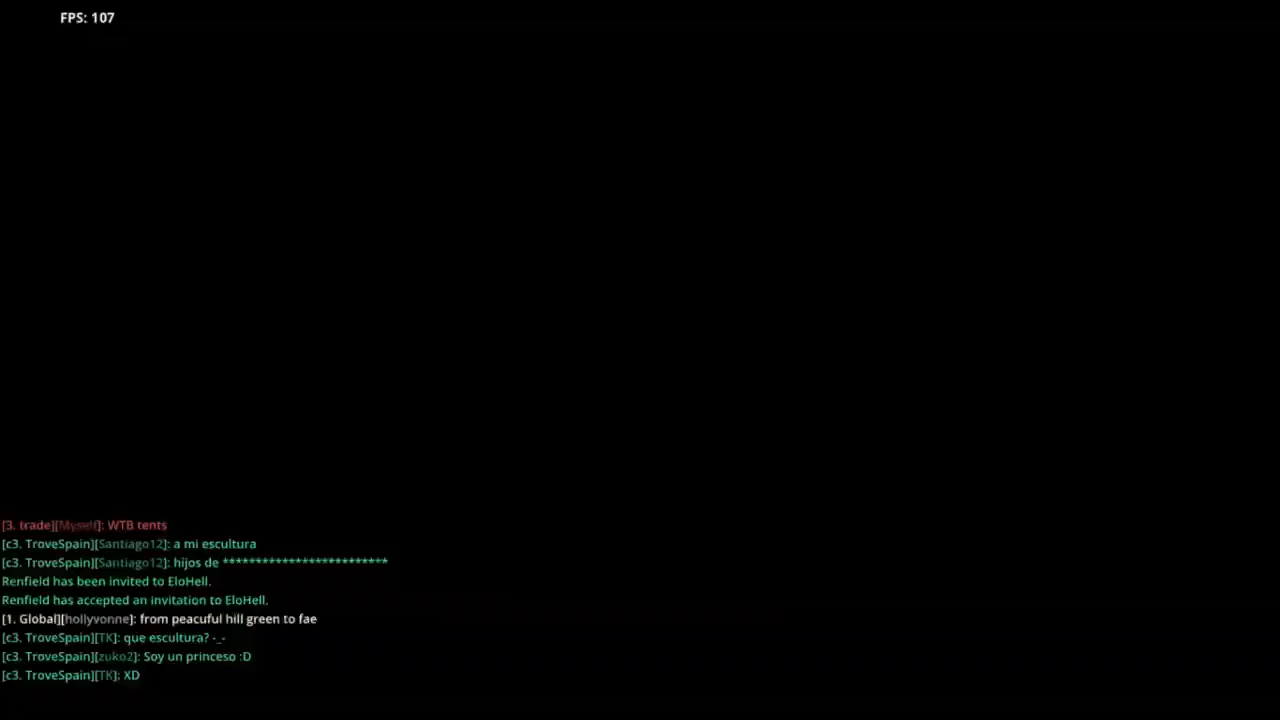 FPS: 107
[3. trade][Myself]: WTB tents
[c3. TroveSpain][Santiago12]: a mi escultura
[c3. TroveSpain][Santiago12]: hijos de *************************
Renfield has been invited to EloHell.
Renfield has accepted an invitation to EloHell.
[1. Global][hollyvonne]: from peacuful hill green to fae
[c3. TroveSpain][TK]: que escultura? -_-
[c3. TroveSpain][zuko2]: Soy un princeso :D
[c3. TroveSpain][TK]: XD